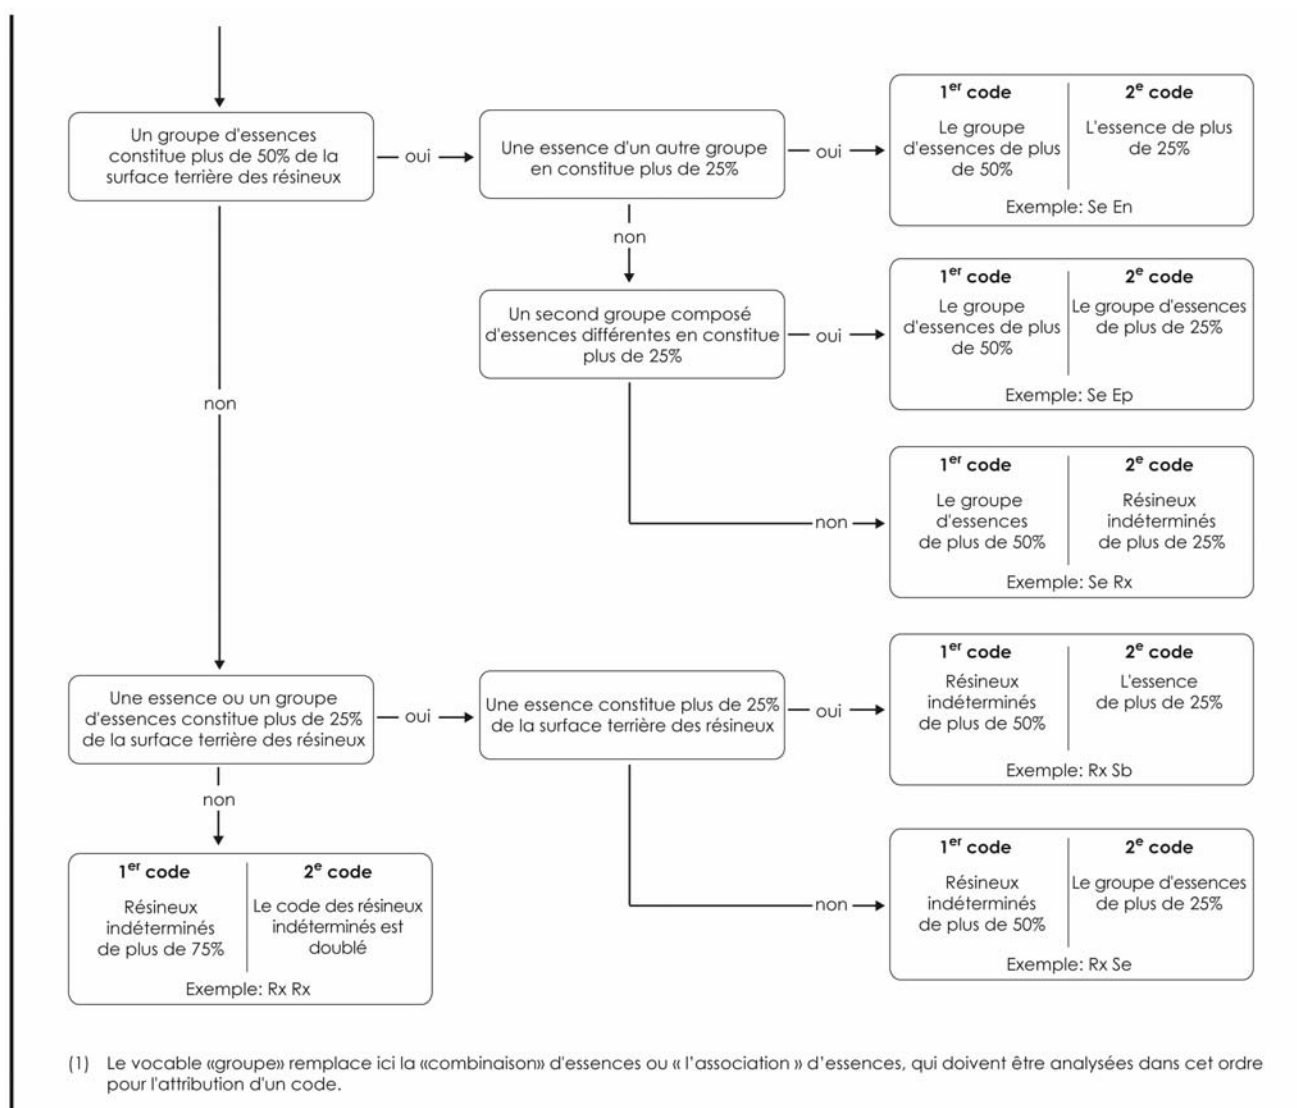 Un groupe d'essences
constitue plus de 50% de la
surface terrière des résineux
oui
Une essence d'un autre groupe
en constitue plus de 25%
oui
1er code
2e code
Le groupe
d'essences de plus
de 50%
L'essence de plus
de 25%
Exemple: Se En
non
Un second groupe composé
d'essences différentes en constitue
plus de 25%
oui
1er code
2e code
Le groupe
d'essences de plus
de 50%
Le groupe d'essences
de plus de 25%
Exemple: Se Ep
non
non
1er code
2e code
Le groupe
d'essences
de plus de 50%
Résineux
indéterminés
de plus de 25%
Exemple: Se Rx
Une essence ou un groupe
d'essences constitue plus de 25%
de la surface terrière des résineux
oui
Une essence constitue plus de 25%
de la surface terrière des résineux
oui
1er code
2e code
Résineux
indéterminés
de plus de 50%
L'essence
de plus de 25%
Exemple: Rx Sb
non
1er code
2e code
Résineux
indéterminés
de plus de 75%
Le code des résineux
indéterminés est
doublé
Exemple: Rx Rx
non
1er code
2e code
Résineux
indéterminés
de plus de 50%
Le groupe d'essences
de plus de 25%
Exemple: Rx Se
(1) Le vocable «groupe» remplace ici la «combinaison» d'essences ou « l'association » d'essences, qui doivent être analysées dans cet ordre
pour l'attribution d'un code.